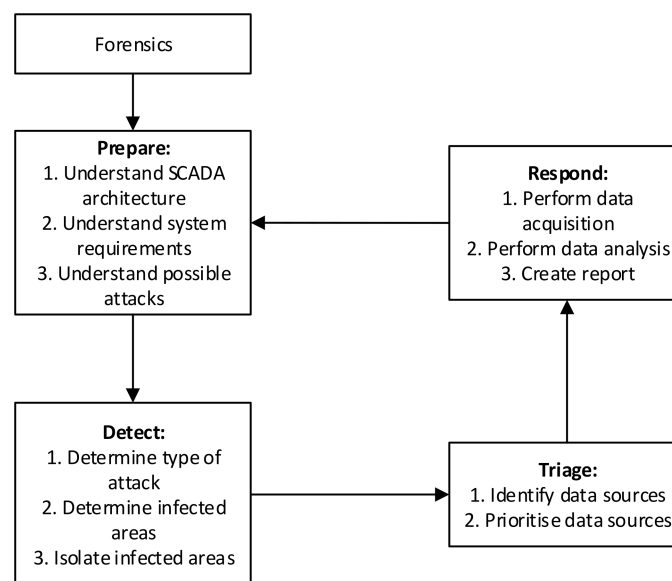 Forensics
Prepare:
1. Understand SCADA
architecture
2. Understand system
requirements
3. Understand possible
attacks
Respond:
1. Perform data
acquisition
2. Perform data analysis
3. Create report
Detect:
1. Determine type of
attack
2. Determine infected
areas
3. Isolate infected areas
Triage:
1. Identify data sources
2. Prioritise data sources